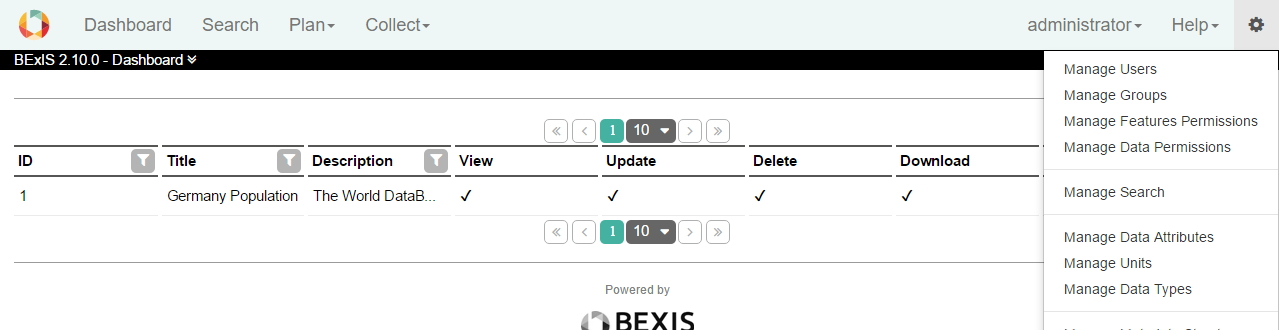 Dashboard Search Plan Collect administrator Help
BExIS 2.10.0 - Dashboard
Manage Users
Manage Groups
Manage Features Permissions
Manage Data Permissions
Manage Search
Manage Data Attributes
Manage Units
Manage Data Types
1 10
ID Title Description View Update Delete Download
1 Germany Population The World DataB... ✓ ✓ ✓ ✓
1 10
Powered by
BEXIS